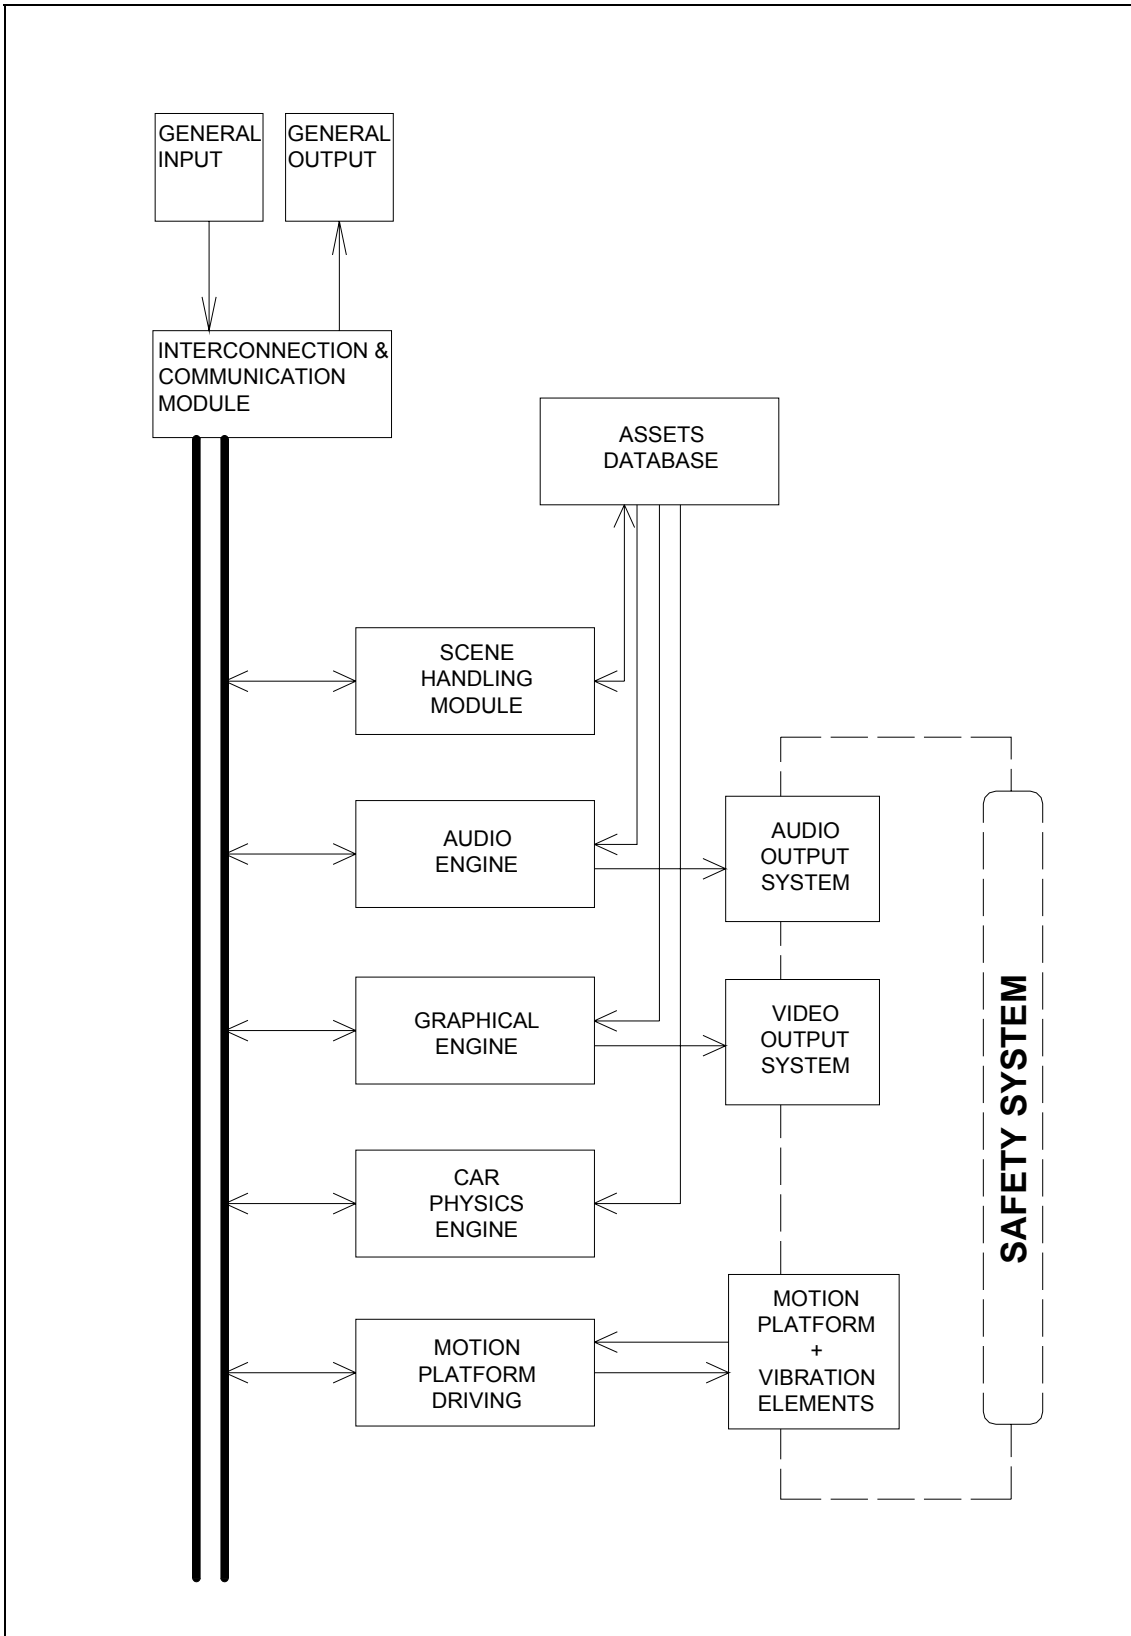 GENERAL
INPUT
GENERAL
OUTPUT
INTERCONNECTION &
COMMUNICATION
MODULE
ASSETS
DATABASE
SCENE
HANDLING
MODULE
AUDIO
ENGINE
AUDIO
OUTPUT
SYSTEM
GRAPHICAL
ENGINE
VIDEO
OUTPUT
SYSTEM
CAR
PHYSICS
ENGINE
MOTION
PLATFORM
DRIVING
MOTION
PLATFORM
+
VIBRATION
ELEMENTS
SAFETY SYSTEM